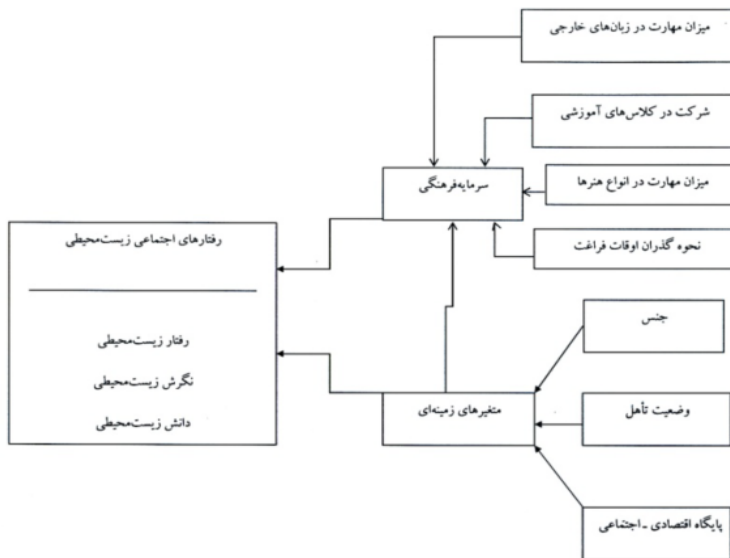 میزان مهارت در زبان‌های خارجی
شرکت در کلاس‌های آموزشی
میزان مهارت در انواع هنرها
سرمایه‌فرهنگی
نحوه گذران اوقات فراغت
رفتارهای اجتماعی زیست‌محیطی
رفتار زیست‌محیطی
نگرش زیست‌محیطی
دانش زیست‌محیطی
جنس
متغیرهای زمینه‌ای
وضعیت تأهل
پایگاه اقتصادی ـ اجتماعی